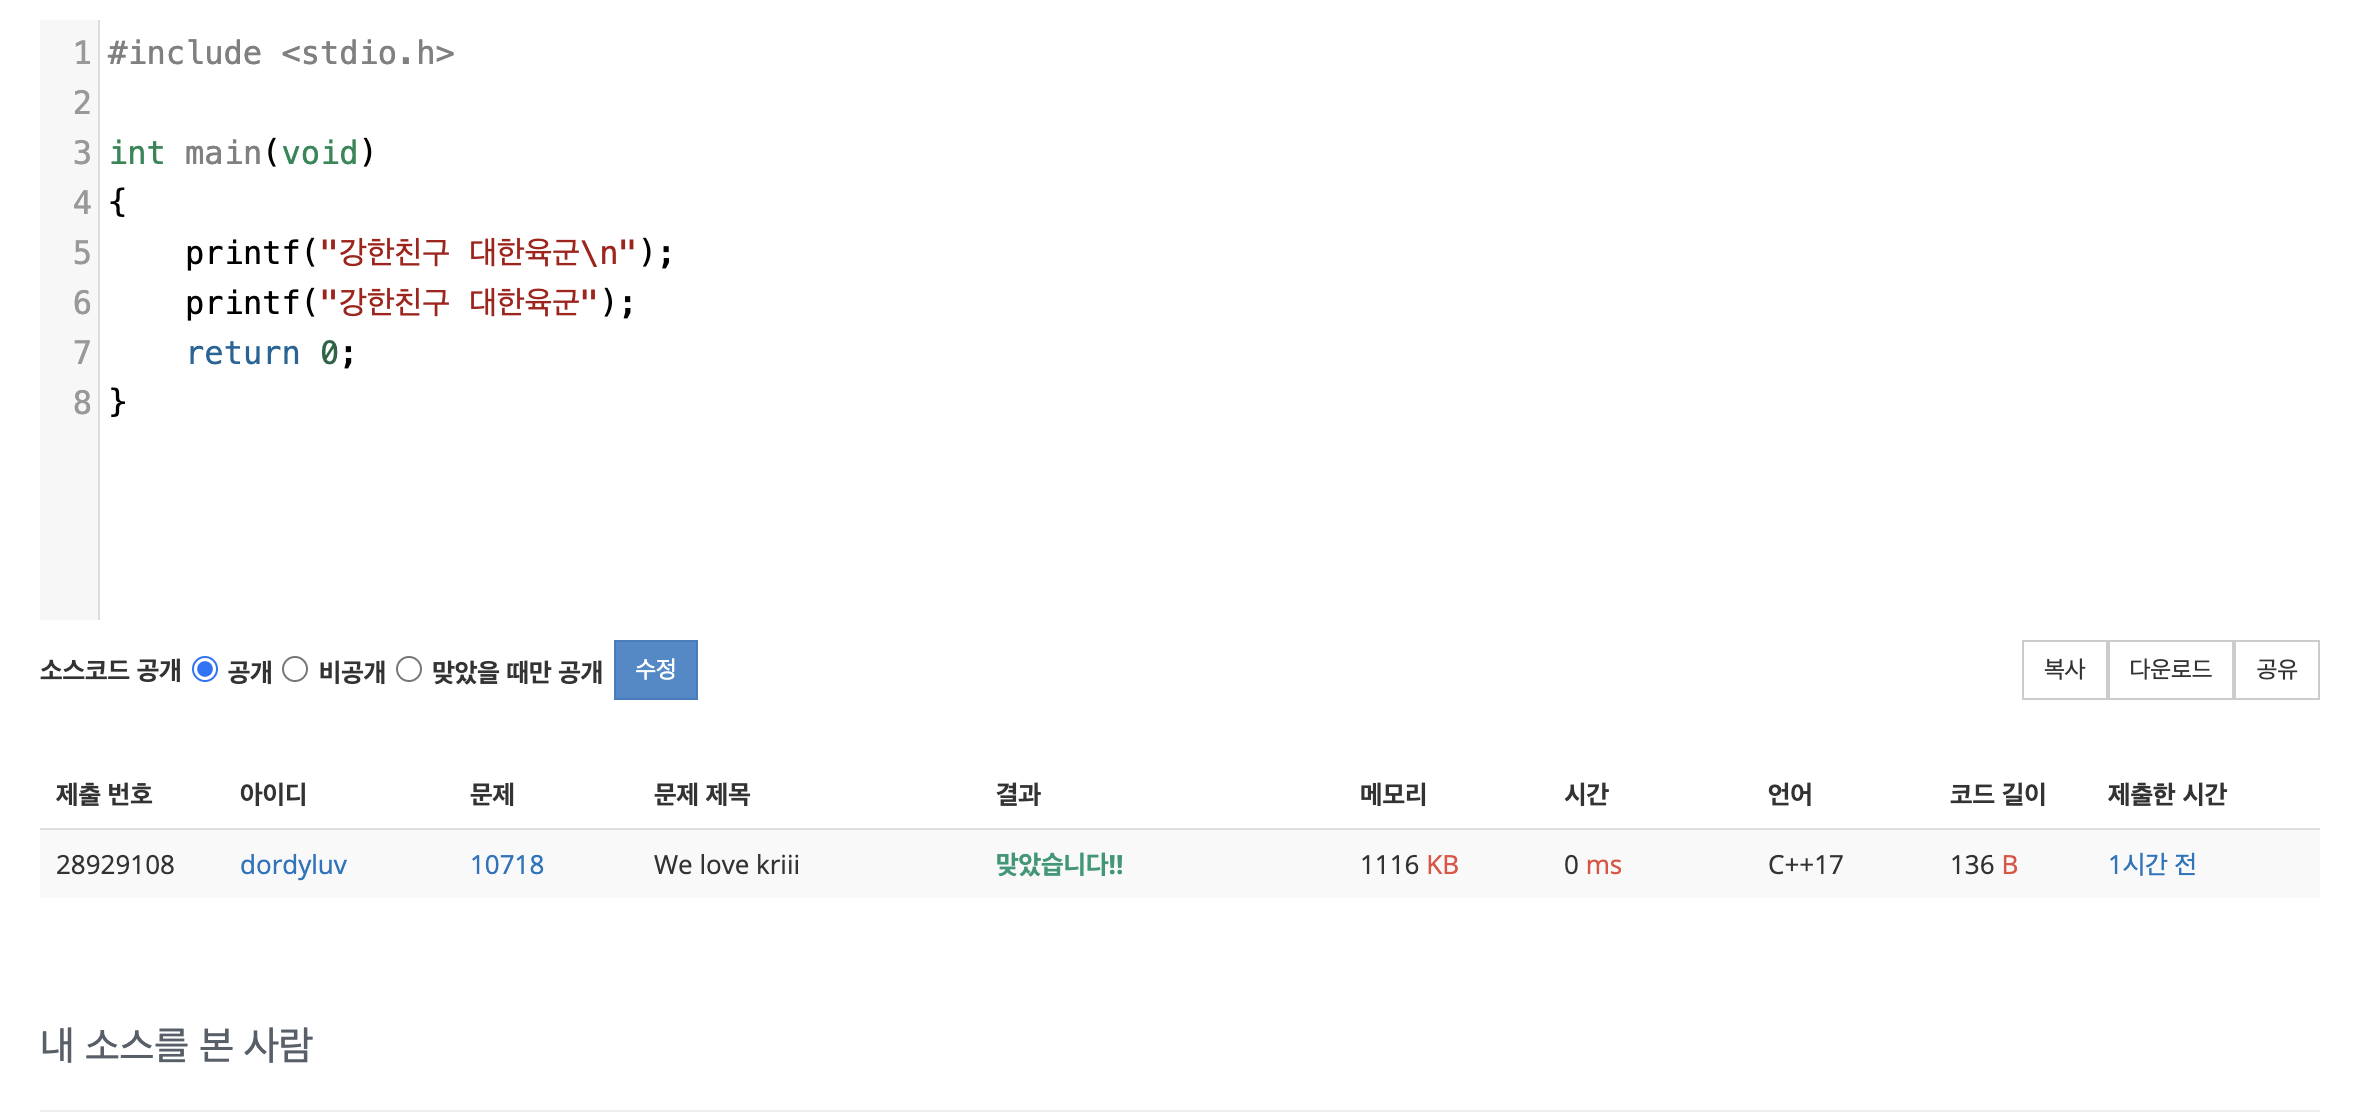 1 #include <stdio.h>
2
3 int main(void)
4 {
5     printf("강한친구 대한육군\n");
6     printf("강한친구 대한육군");
7     return 0;
8 }
소스코드 공개 공개 비공개 맞았을 때만 공개 수정 복사 다운로드 공유
제출 번호 아이디 문제 문제 제목 결과 메모리 시간 언어 코드 길이 제출한 시간
28929108 dordyluv 10718 We love kriii 맞았습니다!! 1116 KB 0 ms C++17 136 B 1시간 전
내 소스를 본 사람